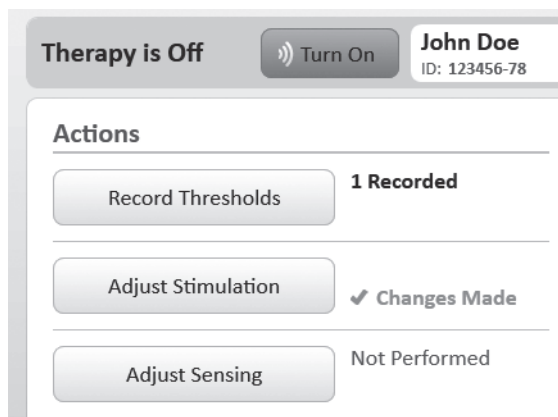 Therapy is Off
Turn On
John Doe
ID: 123456-78
Actions
Record Thresholds
1 Recorded
Adjust Stimulation
✔ Changes Made
Adjust Sensing
Not Performed